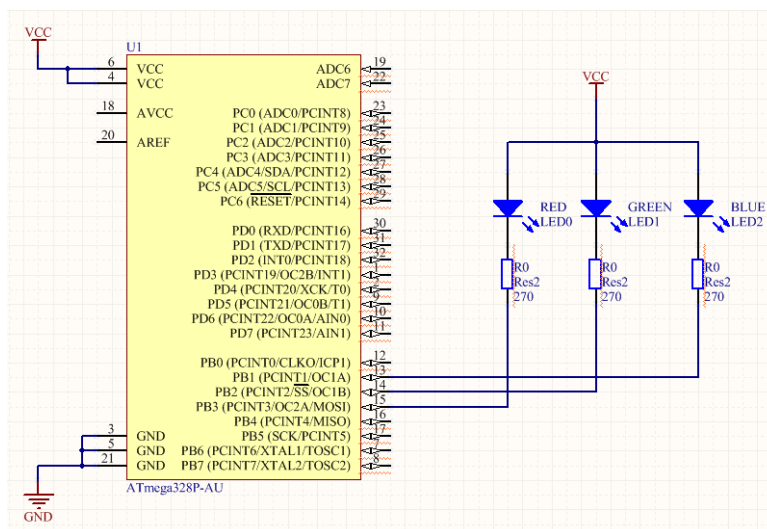 VCC
U1
6 VCC
4 VCC
18 AVCC
20 AREF
3 GND
5 GND
21 GND
GND
ADC6 19
ADC7 22
PC0 (ADC0/PCINT8) 23
PC1 (ADC1/PCINT9) 24
PC2 (ADC2/PCINT10) 25
PC3 (ADC3/PCINT11) 26
PC4 (ADC4/SDA/PCINT12) 27
PC5 (ADC5/SCL/PCINT13) 28
PC6 (RESET/PCINT14) 29
PD0 (RXD/PCINT16) 30
PD1 (TXD/PCINT17) 31
PD2 (INT0/PCINT18) 32
PD3 (PCINT19/OC2B/INT1) 1
PD4 (PCINT20/XCK/T0)
PD5 (PCINT21/OC0B/T1) 9
PD6 (PCINT22/OC0A/AIN0) 10
PD7 (PCINT23/AIN1) 11
PB0 (PCINT0/CLKO/ICP1) 12
PB1 (PCINT1/OC1A) 13
PB2 (PCINT2/SS/OC1B) 14
PB3 (PCINT3/OC2A/MOSI) 15
PB4 (PCINT4/MISO) 16
PB5 (SCK/PCINT5) 17
PB6 (PCINT6/XTAL1/TOSC1) 7
PB7 (PCINT7/XTAL2/TOSC2) 8
ATmega328P-AU
VCC
RED
LED0
GREEN
LED1
BLUE
LED2
R0
Res2
270
R0
Res2
270
R0
Res2
270